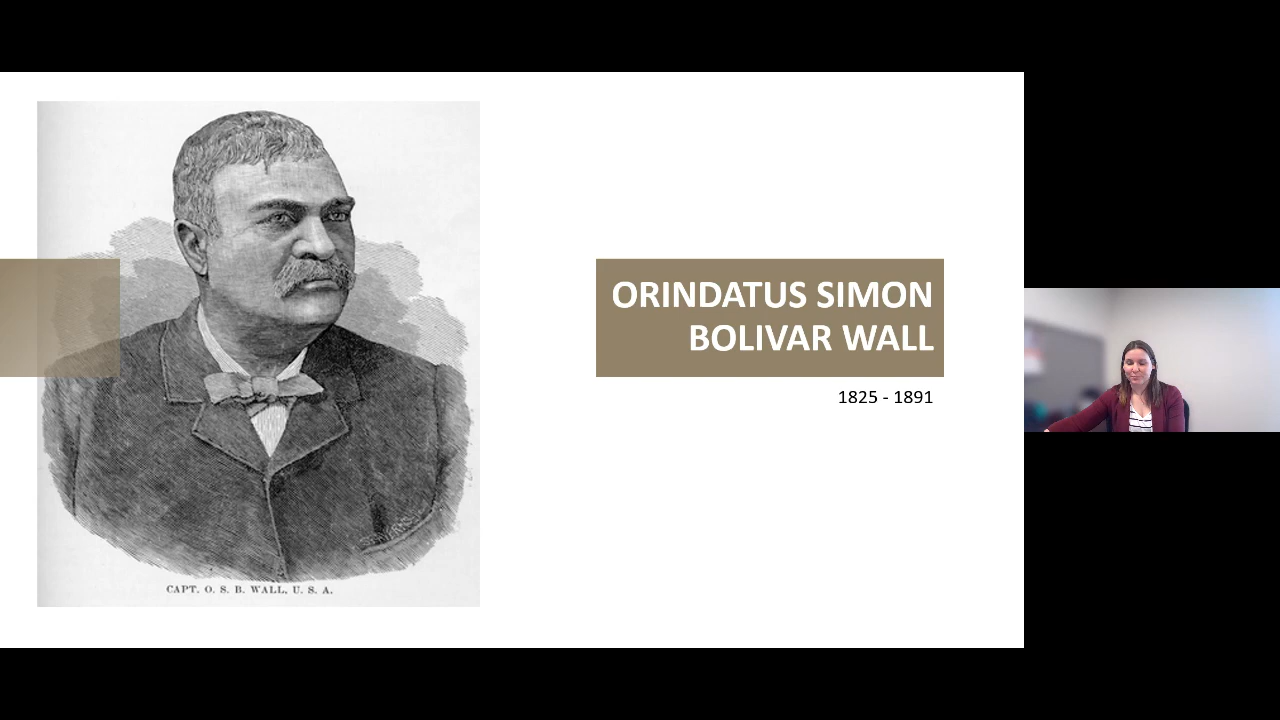 ORINDATUS SIMON
BOLIVAR WALL
1825 - 1891
CAPT. O. S. B. WALL, U. S. A.